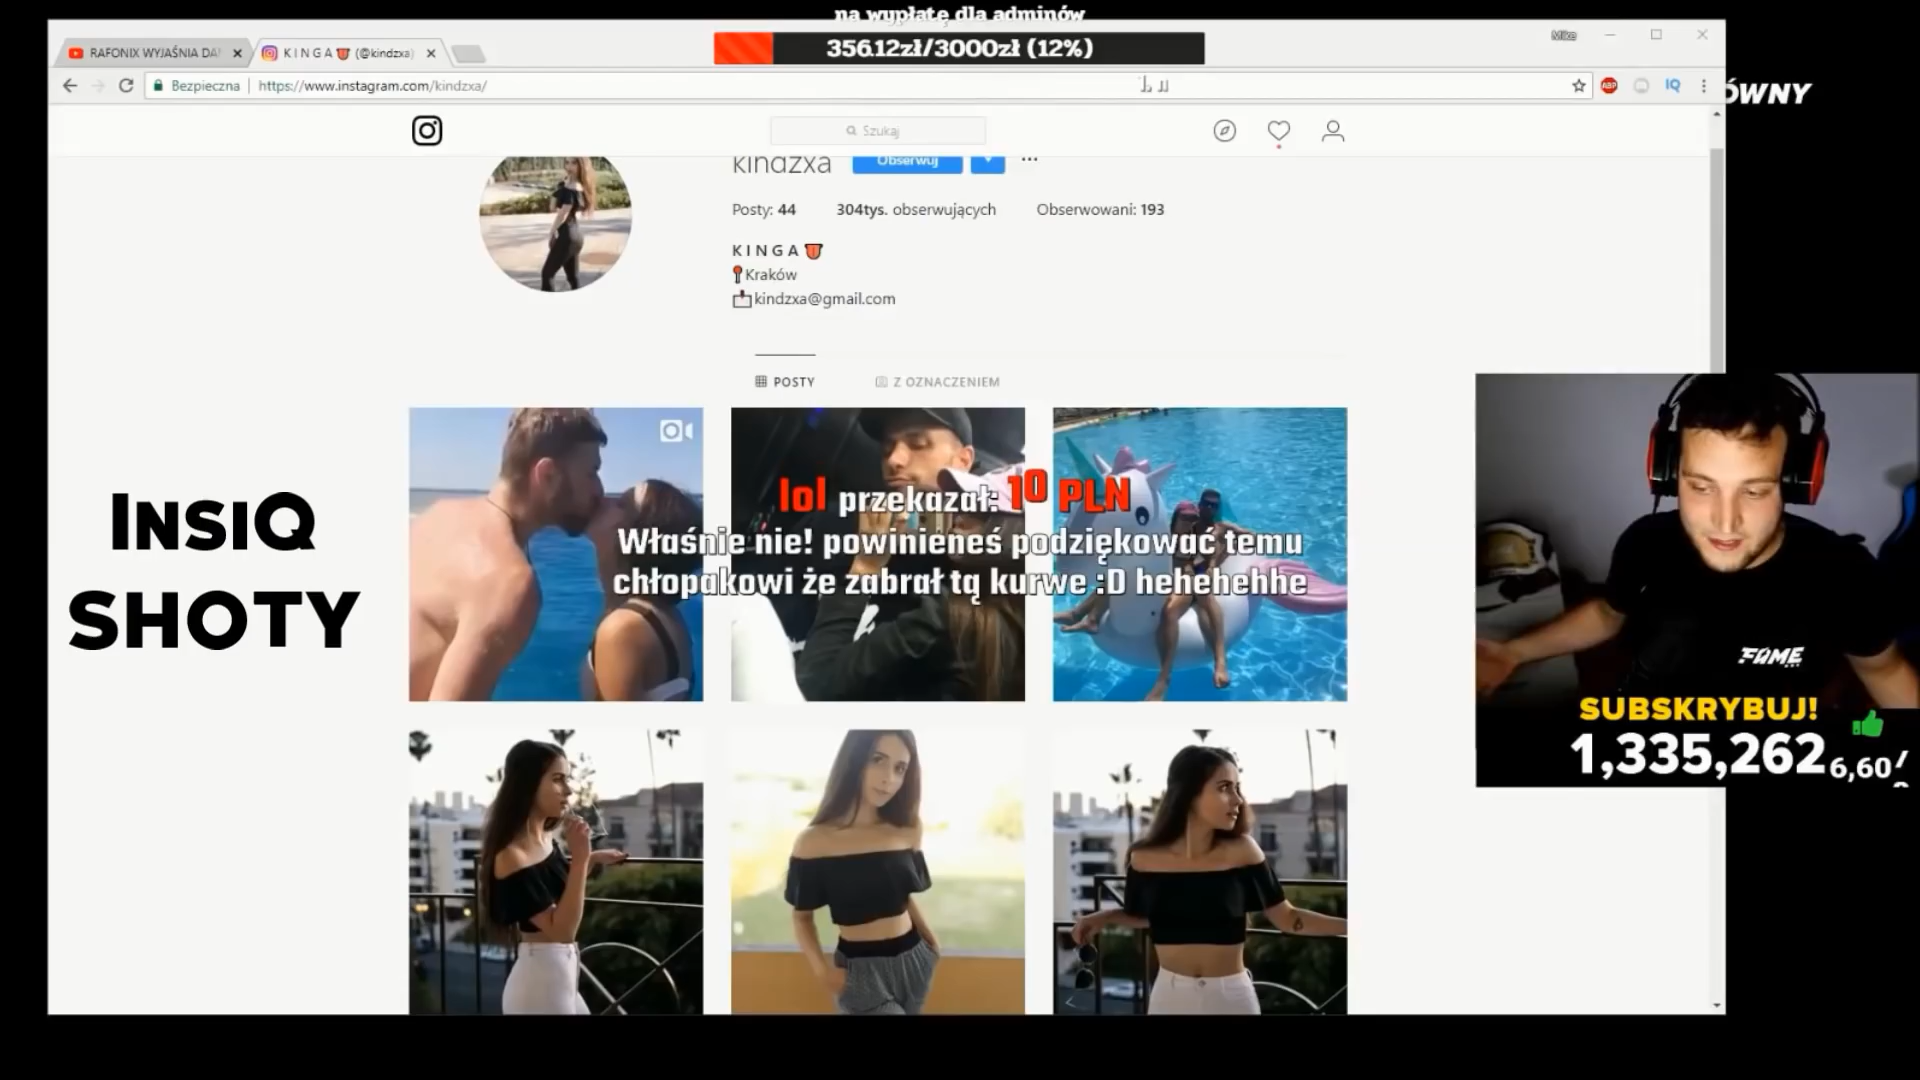 na wypłatę dla adminów
356.12zł/3000zł (12%)
RAFONIX WYJAŚNIA DA
K I N G A (@kindzxa)
Mike
Bezpieczna
https://www.instagram.com/kindzxa/
ABP
IQ
ÓWNY
Szukaj
kindzxa
Obserwuj
Posty: 44
304tys. obserwujących
Obserwowani: 193
K I N G A
Kraków
kindzxa@gmail.com
POSTY
Z OZNACZENIEM
lol przekazał: 10 PLN
Właśnie nie! powinieneś podziękować temu
chłopakowi że zabrał tą kurwe :D hehehehhe
INSIQ
SHOTY
FAME
SUBSKRYBUJ!
1,335,262
6,60